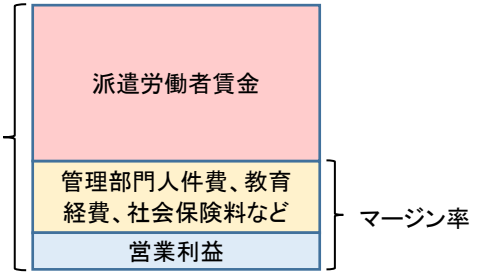 派遣労働者賃金
管理部門人件費、教育
経費、社会保険料など
マージン率
営業利益